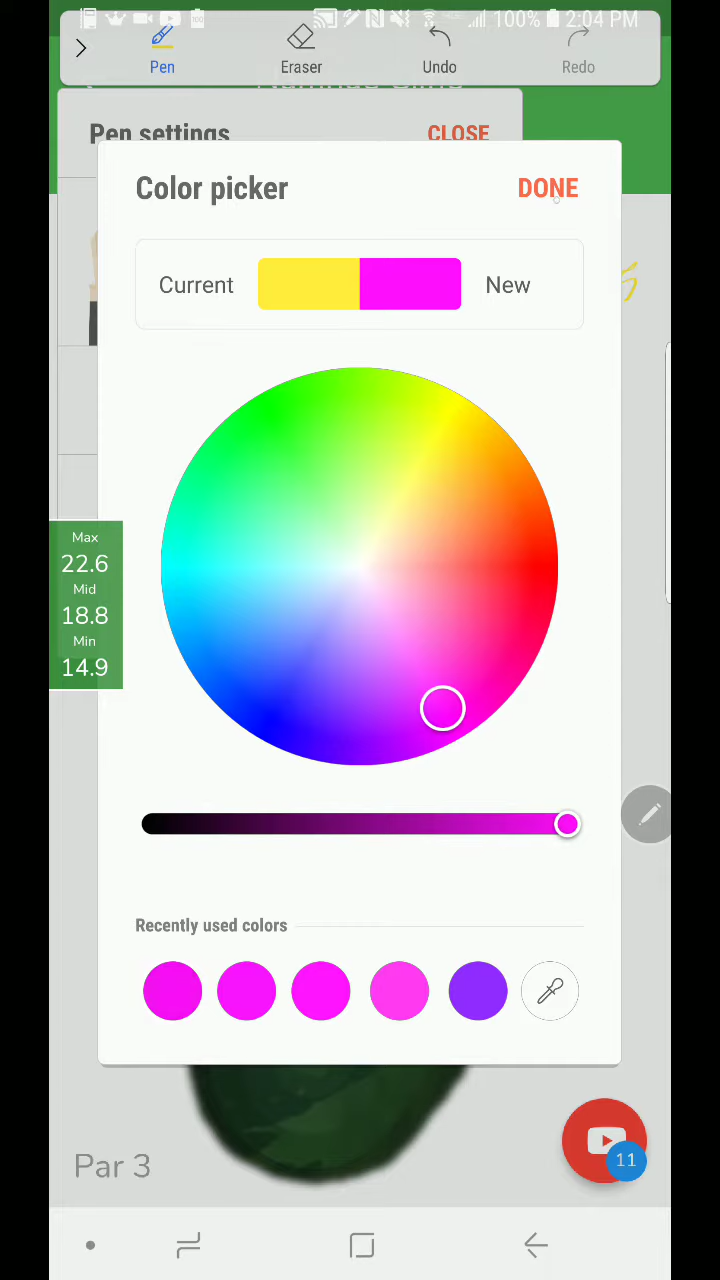 100% 2:04 PM
Pen
Eraser
Undo
Redo
Pen settings
CLOSE
Color picker
DONE
Current
New
Max
22.6
Mid
18.8
Min
14.9
Recently used colors
Par 3
11